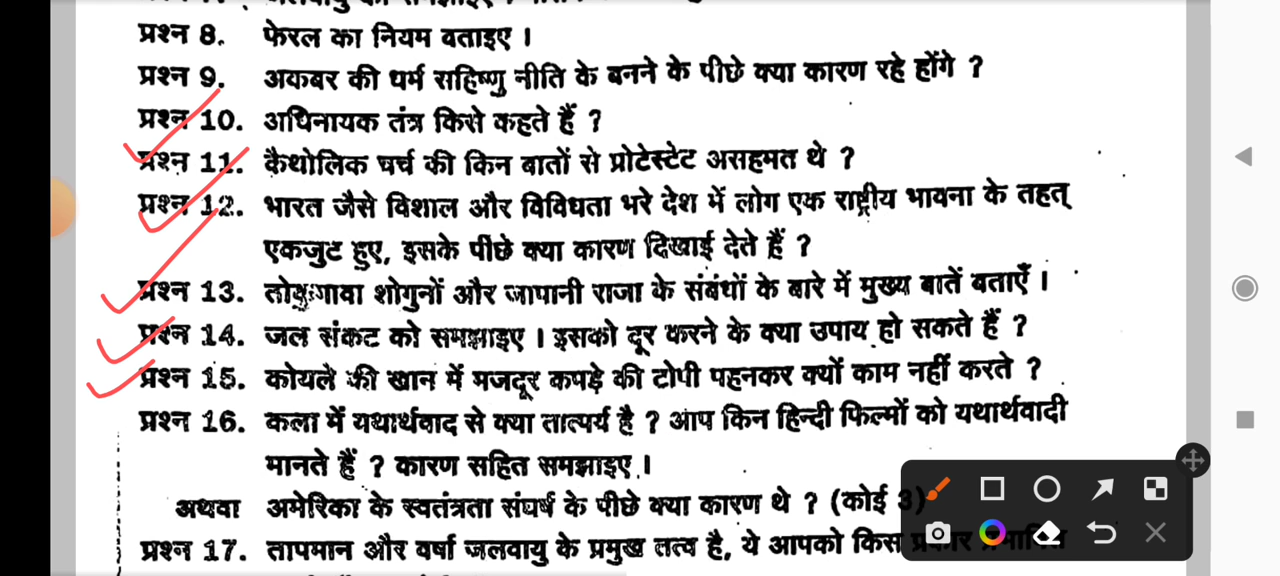 प्रश्न 8. फेरल का नियम बताइए ।
प्रश्न 9. अकबर की धर्म सहिष्णु नीति के बनने के पीछे क्या कारण रहे होंगे ?
प्रश्न 10. अधिनायक तंत्र किसे कहते हैं ?
प्रश्न 11. कैथोलिक चर्च की किन बातों से प्रोटेस्टेट असहमत थे ?
प्रश्न 12. भारत जैसे विशाल और विविधता भरे देश में लोग एक राष्ट्रीय भावना के तहत्
एकजुट हुए, इसके पीछे क्या कारण दिखाई देते हैं ?
प्रश्न 13. तोकुगावा शोगुनों और जापानी राजा के संबंधों के बारे में मुख्य बातें बताएँ ।
प्रश्न 14. जल संकट को समझाइए । इसको दूर करने के क्या उपाय हो सकते हैं ?
प्रश्न 15. कोयले की खान में मजदूर कपड़े की टोपी पहनकर क्यों काम नहीं करते ?
प्रश्न 16. कला में यथार्थवाद से क्या तात्पर्य है ? आप किन हिन्दी फिल्मों को यथार्थवादी
मानते हैं ? कारण सहित समझाइए ।
अथवा अमेरिका के स्वतंत्रता संघर्ष के पीछे क्या कारण थे ? (कोई 3)
प्रश्न 17. तापमान और वर्षा जलवायु के प्रमुख तत्व है, ये आपको किस